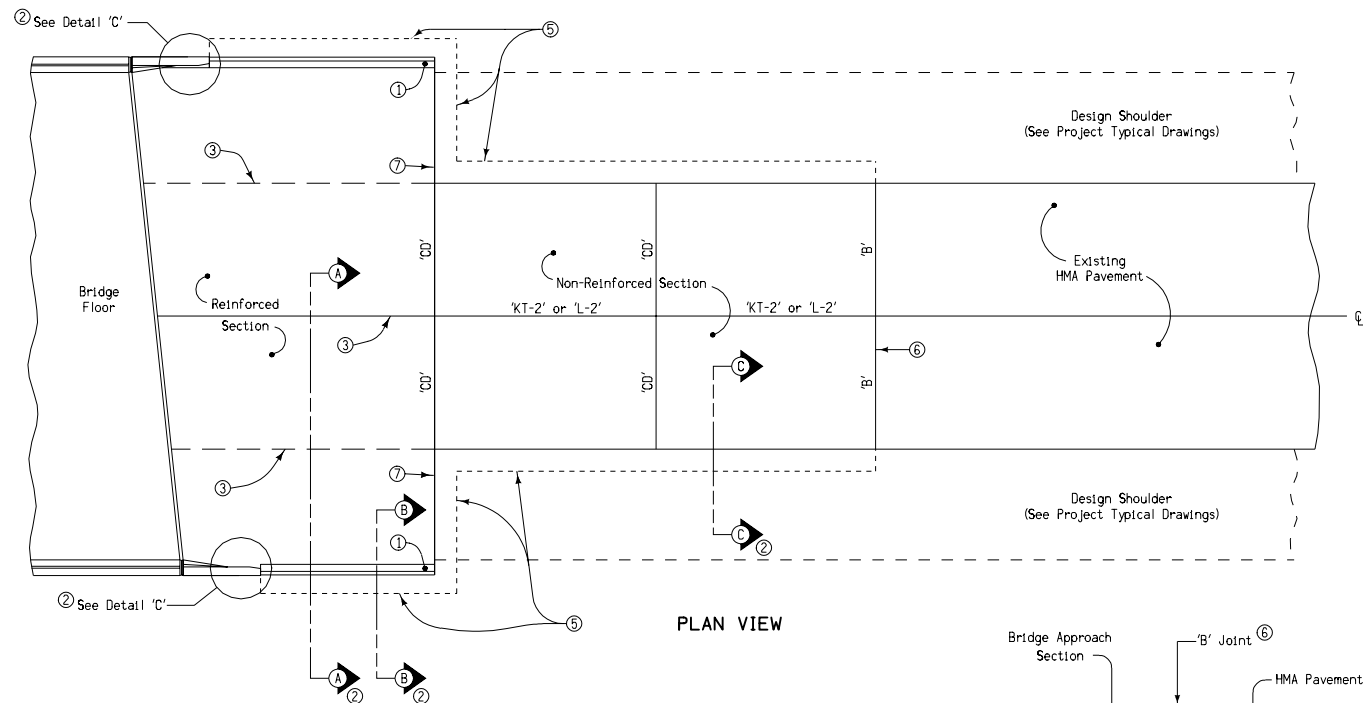 ② See Detail 'C'
⑤
①
Design Shoulder
(See Project Typical Drawings)
③
⑦
'CD'
'CD'
'B'
A
Bridge
Floor
Reinforced
Section
Non-Reinforced Section
Existing
HMA Pavement
'KT-2' or 'L-2'
'KT-2' or 'L-2'
℄
③
⑥
C
'CD'
'CD'
'B'
③
⑦
B
Design Shoulder
(See Project Typical Drawings)
C ②
①
② See Detail 'C'
⑤
PLAN VIEW
Bridge Approach
Section
'B' Joint ⑥
HMA Pavement
A ②
B ②